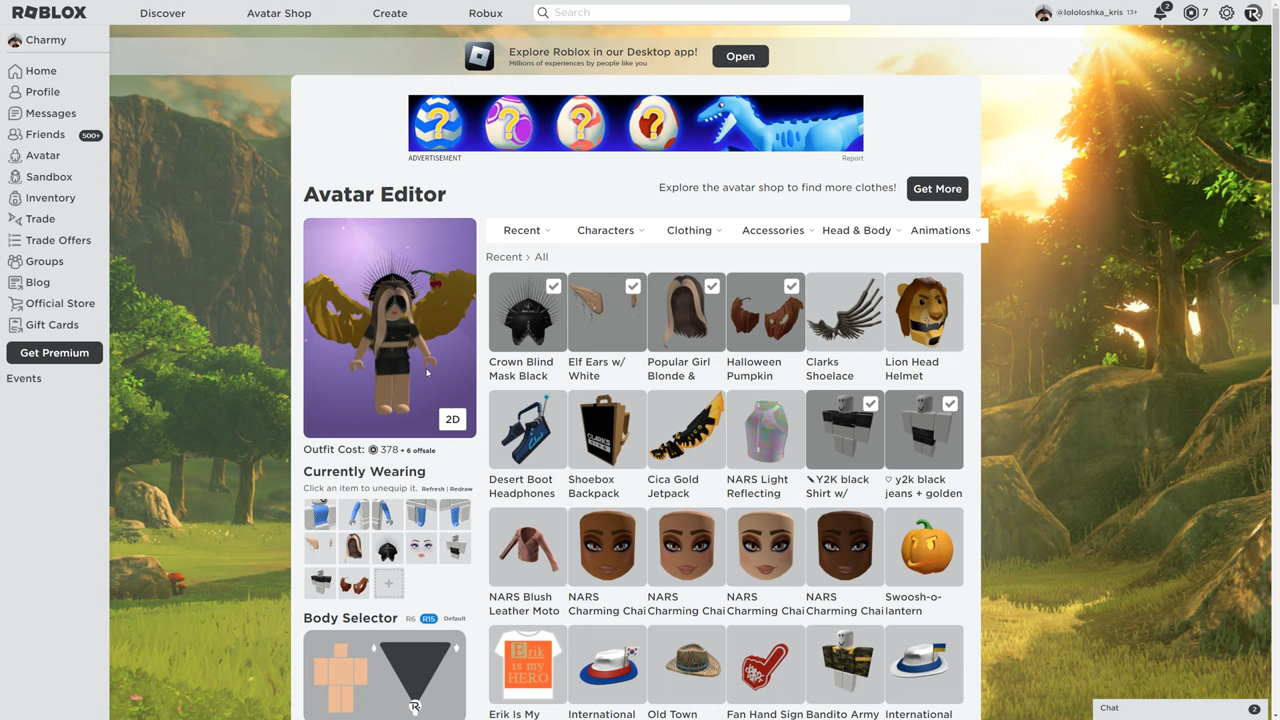 ROBLOX Discover Avatar Shop Create Robux Search @lololoshka_kris 13+ 2 7
Charmy
Home
Profile
Messages
Friends 500+
Avatar
Sandbox
Inventory
Trade
Trade Offers
Groups
Blog
Official Store
Gift Cards
Get Premium
Events
Explore Roblox in our Desktop app!
Millions of experiences by people like you
Open
? ? ? ?
ADVERTISEMENT Report
Avatar Editor
Explore the avatar shop to find more clothes! Get More
2D
Outfit Cost: 378 + 6 offsale
Currently Wearing
Click an item to unequip it. Refresh | Redraw
+
Body Selector R6 R15 Default
Recent Characters Clothing Accessories Head & Body Animations
Recent > All
Crown Blind Mask Black
Elf Ears w/ White
Popular Girl Blonde &
Halloween Pumpkin
Clarks Shoelace
Lion Head Helmet
CLARKS
Desert Boot Headphones
Shoebox Backpack
Cica Gold Jetpack
NARS Light Reflecting
Y2K black Shirt w/
♡ y2k black jeans + golden
NARS Blush Leather Moto
NARS Charming Chai
NARS Charming Chai
NARS Charming Chai
NARS Charming Chai
Swoosh-o-lantern
Erik
is my
HERO
Erik Is My
International
Old Town
Fan Hand Sign
Bandito Army
International
Chat 2